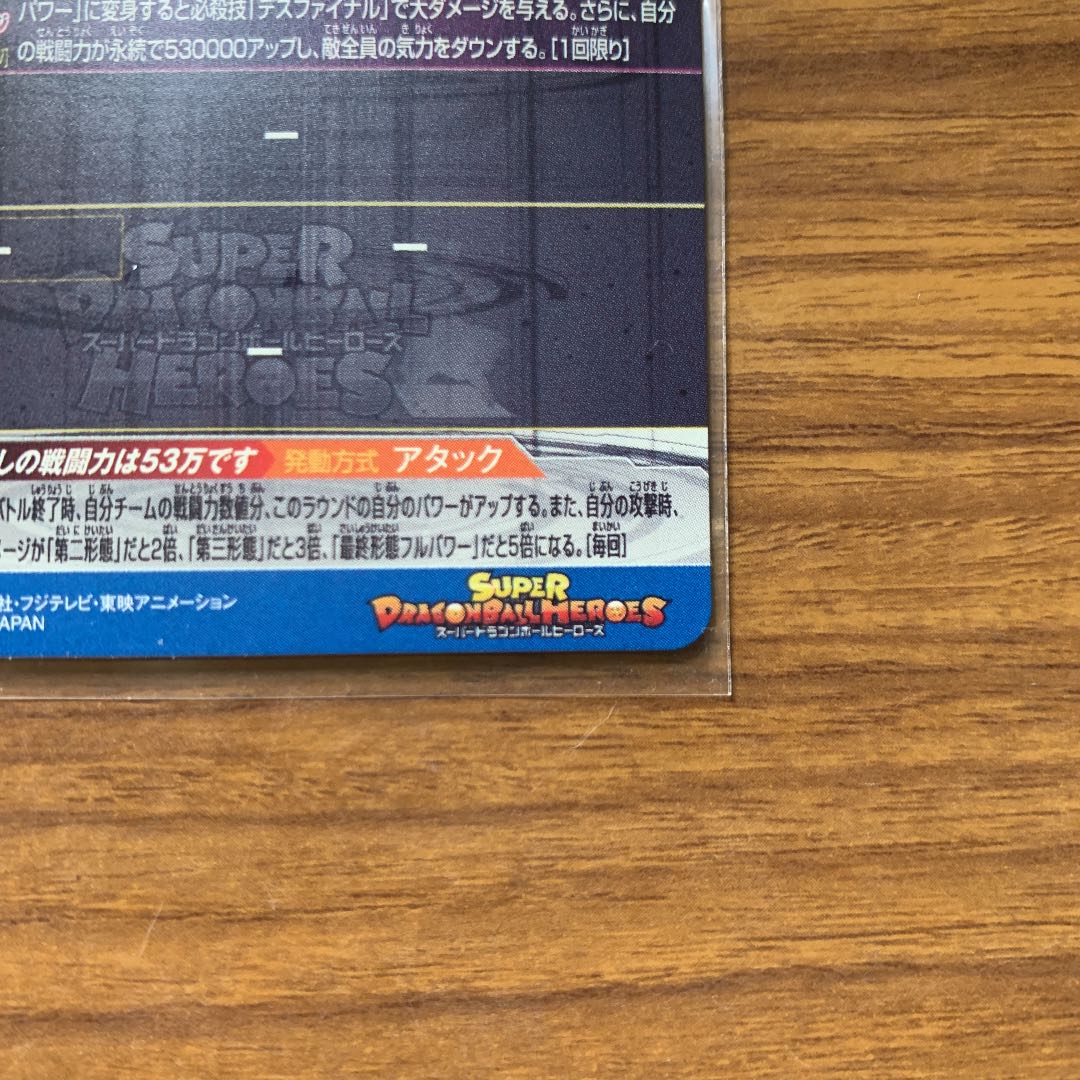 パワー」に変身すると必殺技「デスファイナル」で大ダメージを与える。さらに、自分
の戦闘力が永続で530000アップし、敵全員の気力をダウンする。[1回限り]
SUPER
DRAGONBALL
スーパードラゴンボールヒーローズ
HEROES
しの戦闘力は53万です 発動方式 アタック
バトル終了時、自分チームの戦闘力数値分、このラウンドの自分のパワーがアップする。また、自分の攻撃時、
メージが「第二形態」だと2倍、「第三形態」だと3倍、「最終形態フルパワー」だと5倍になる。[毎回]
社・フジテレビ・東映アニメーション
APAN
SUPER
DRAGONBALL HEROES
スーパードラゴンボールヒーローズ